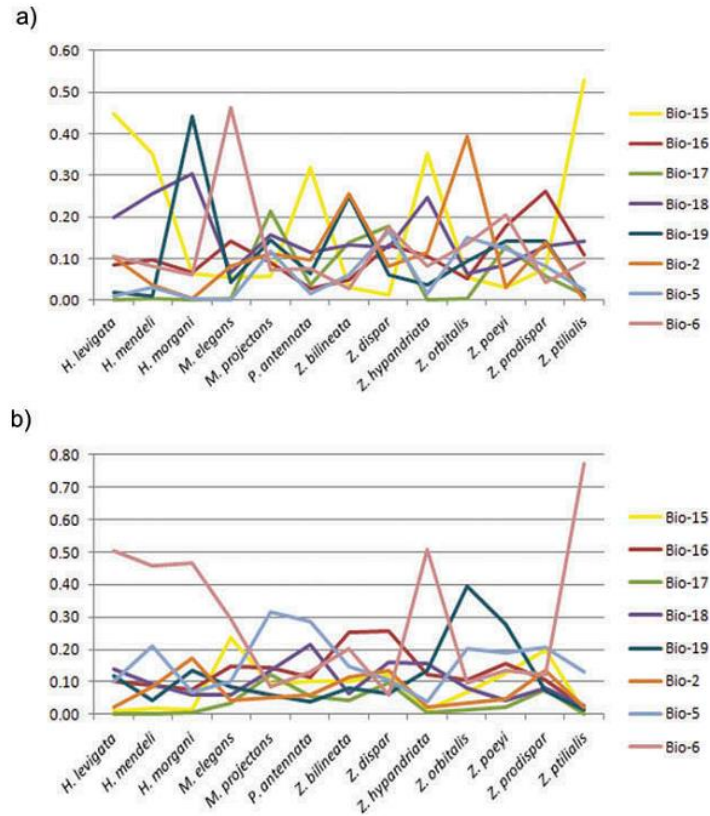 a)
0.60
0.50
0.40
0.30
0.20
0.10
0.00
H. levigata
H. mendeli
H. morgani
M. elegans
M. projectans
P. antennata
Z. bilineata
Z. dispar
Z. hypandriata
Z. orbitalis
Z. poeyi
Z. prodispar
Z. ptilialis
Bio-15
Bio-16
Bio-17
Bio-18
Bio-19
Bio-2
Bio-5
Bio-6
b)
0.80
0.70
0.60
0.50
0.40
0.30
0.20
0.10
0.00
H. levigata
H. mendeli
H. morgani
M. elegans
M. projectans
P. antennata
Z. bilineata
Z. dispar
Z. hypandriata
Z. orbitalis
Z. poeyi
Z. prodispar
Z. ptilialis
Bio-15
Bio-16
Bio-17
Bio-18
Bio-19
Bio-2
Bio-5
Bio-6